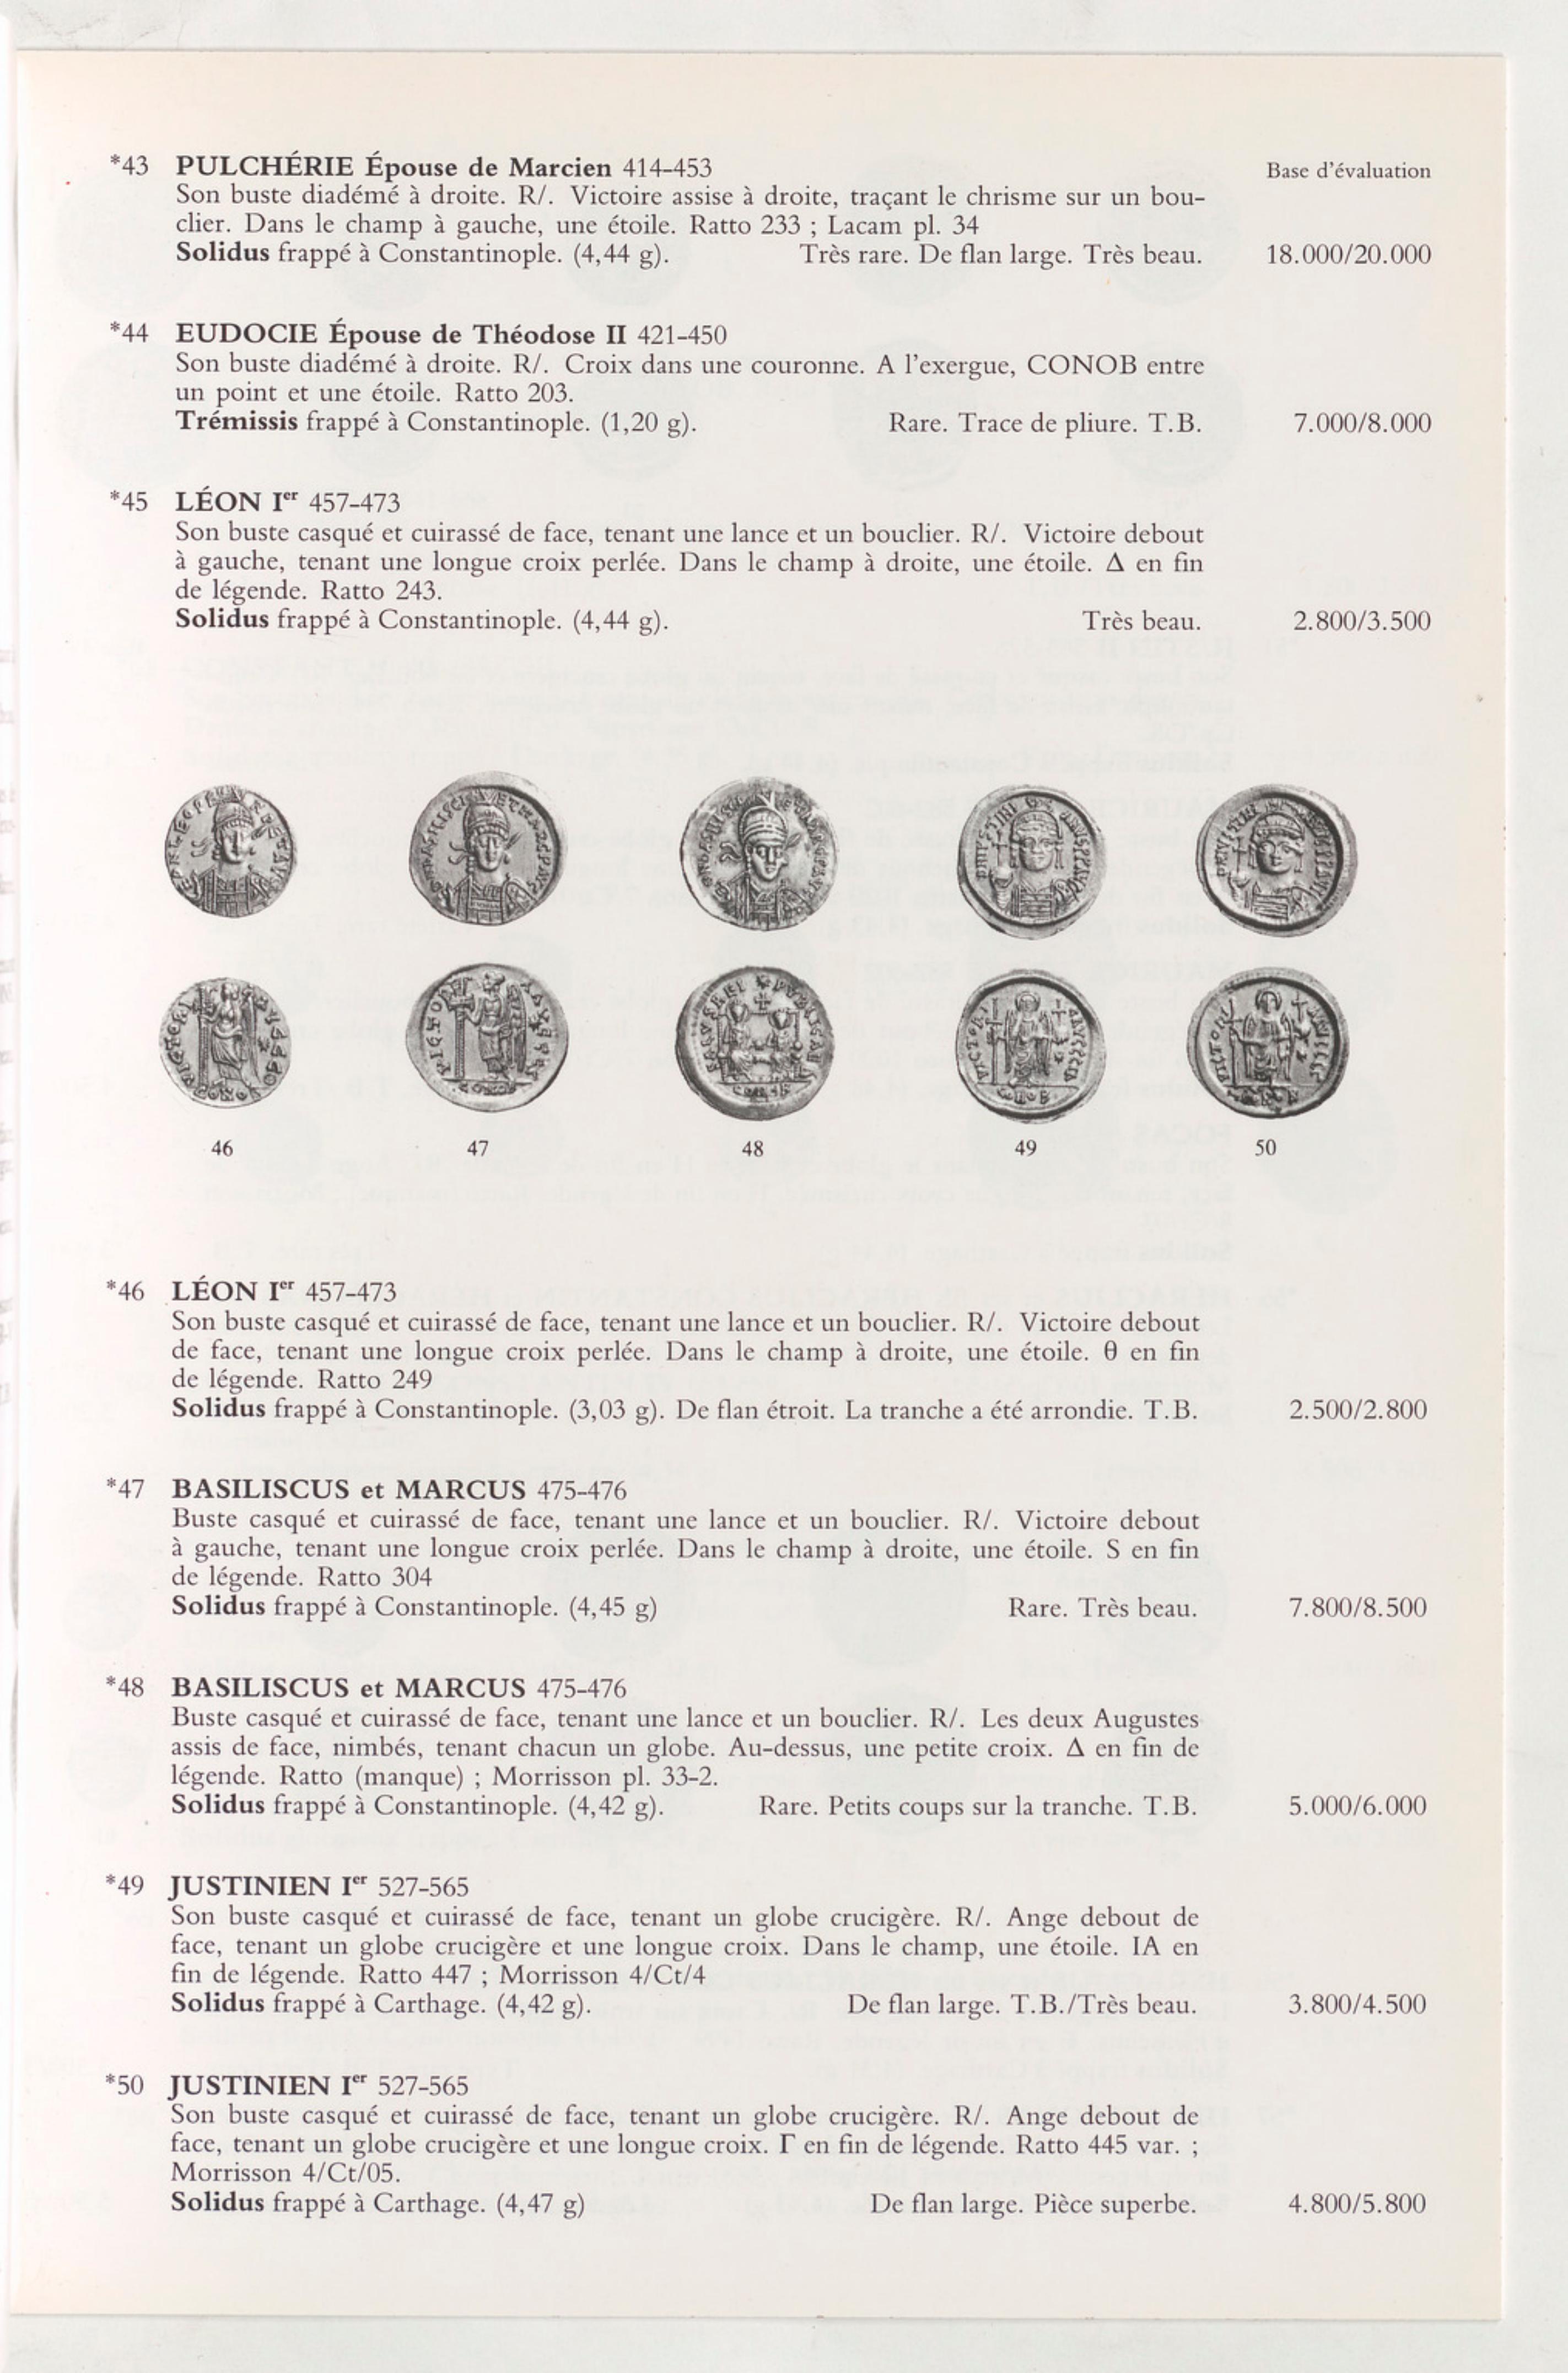 *43 PULCHÉRIE Épouse de Marcien 414-453 Base d'évaluation
Son buste diadémé à droite. R/. Victoire assise à droite, traçant le chrisme sur un bou-
clier. Dans le champ à gauche, une étoile. Ratto 233 ; Lacam pl. 34
Solidus frappé à Constantinople. (4,44 g). Très rare. De flan large. Très beau. 18.000/20.000
*44 EUDOCIE Épouse de Théodose II 421-450
Son buste diadémé à droite. R/. Croix dans une couronne. A l'exergue, CONOB entre
un point et une étoile. Ratto 203.
Trémissis frappé à Constantinople. (1,20 g). Rare. Trace de pliure. T.B. 7.000/8.000
*45 LÉON Ier 457-473
Son buste casqué et cuirassé de face, tenant une lance et un bouclier. R/. Victoire debout
à gauche, tenant une longue croix perlée. Dans le champ à droite, une étoile. Δ en fin
de légende. Ratto 243.
Solidus frappé à Constantinople. (4,44 g). Très beau. 2.800/3.500
46 47 48 49 50
*46 LÉON Ier 457-473
Son buste casqué et cuirassé de face, tenant une lance et un bouclier. R/. Victoire debout
de face, tenant une longue croix perlée. Dans le champ à droite, une étoile. θ en fin
de légende. Ratto 249
Solidus frappé à Constantinople. (3,03 g). De flan étroit. La tranche a été arrondie. T.B. 2.500/2.800
*47 BASILISCUS et MARCUS 475-476
Buste casqué et cuirassé de face, tenant une lance et un bouclier. R/. Victoire debout
à gauche, tenant une longue croix perlée. Dans le champ à droite, une étoile. S en fin
de légende. Ratto 304
Solidus frappé à Constantinople. (4,45 g) Rare. Très beau. 7.800/8.500
*48 BASILISCUS et MARCUS 475-476
Buste casqué et cuirassé de face, tenant une lance et un bouclier. R/. Les deux Augustes
assis de face, nimbés, tenant chacun un globe. Au-dessus, une petite croix. Δ en fin de
légende. Ratto (manque) ; Morrisson pl. 33-2.
Solidus frappé à Constantinople. (4,42 g). Rare. Petits coups sur la tranche. T.B. 5.000/6.000
*49 JUSTINIEN Ier 527-565
Son buste casqué et cuirassé de face, tenant un globe crucigère. R/. Ange debout de
face, tenant un globe crucigère et une longue croix. Dans le champ, une étoile. IA en
fin de légende. Ratto 447 ; Morrisson 4/Ct/4
Solidus frappé à Carthage. (4,42 g). De flan large. T.B./Très beau. 3.800/4.500
*50 JUSTINIEN Ier 527-565
Son buste casqué et cuirassé de face, tenant un globe crucigère. R/. Ange debout de
face, tenant un globe crucigère et une longue croix. Γ en fin de légende. Ratto 445 var. ;
Morrisson 4/Ct/05.
Solidus frappé à Carthage. (4,47 g) De flan large. Pièce superbe. 4.800/5.800